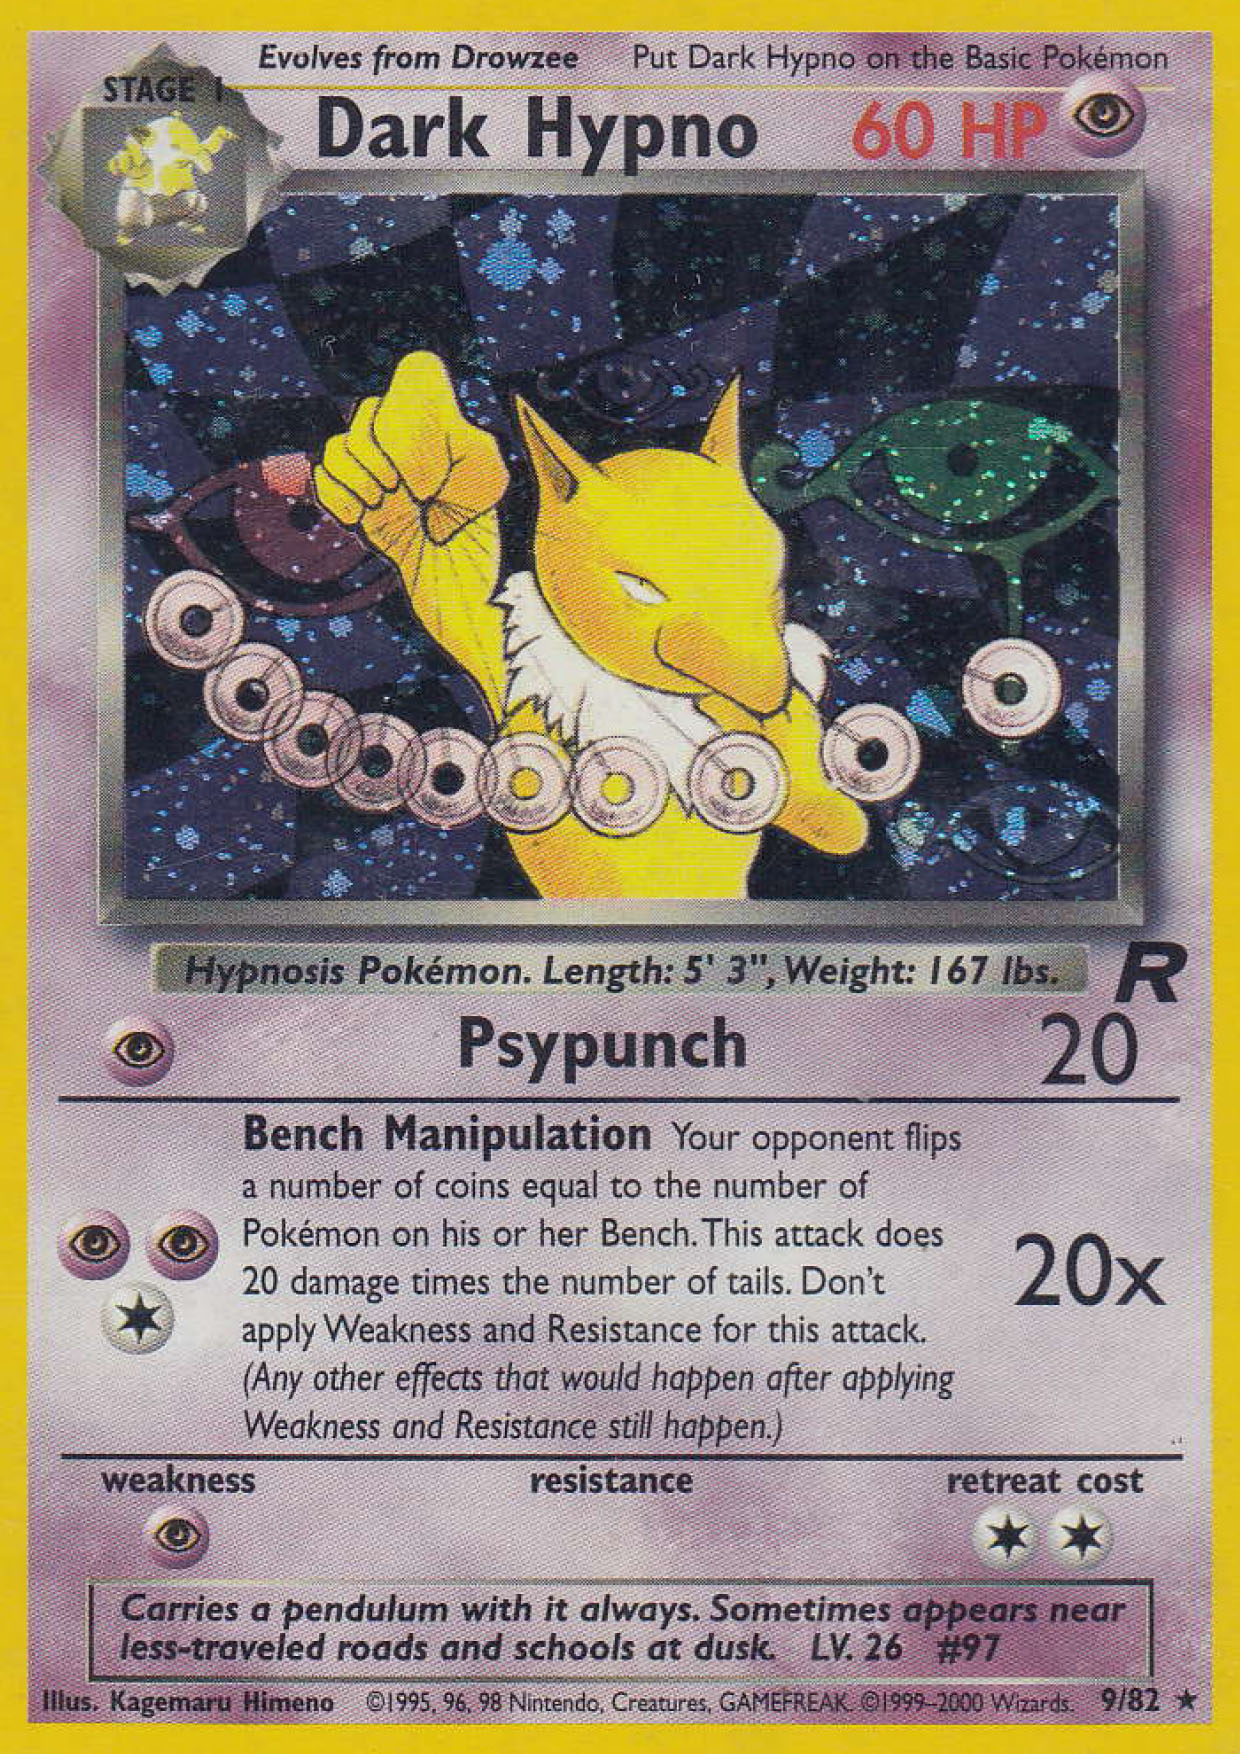 Evolves from Drowzee Put Dark Hypno on the Basic Pokémon
STAGE 1
Dark Hypno 60 HP
Hypnosis Pokémon. Length: 5' 3", Weight: 167 lbs.
R
Psypunch 20
Bench Manipulation Your opponent flips
a number of coins equal to the number of
Pokémon on his or her Bench. This attack does
20 damage times the number of tails. Don't
apply Weakness and Resistance for this attack.
(Any other effects that would happen after applying
Weakness and Resistance still happen.)
20x
weakness resistance retreat cost
Carries a pendulum with it always. Sometimes appears near
less-traveled roads and schools at dusk. LV. 26 #97
Illus. Kagemaru Himeno ©1995, 96, 98 Nintendo, Creatures, GAMEFREAK. ©1999–2000 Wizards. 9/82 ★